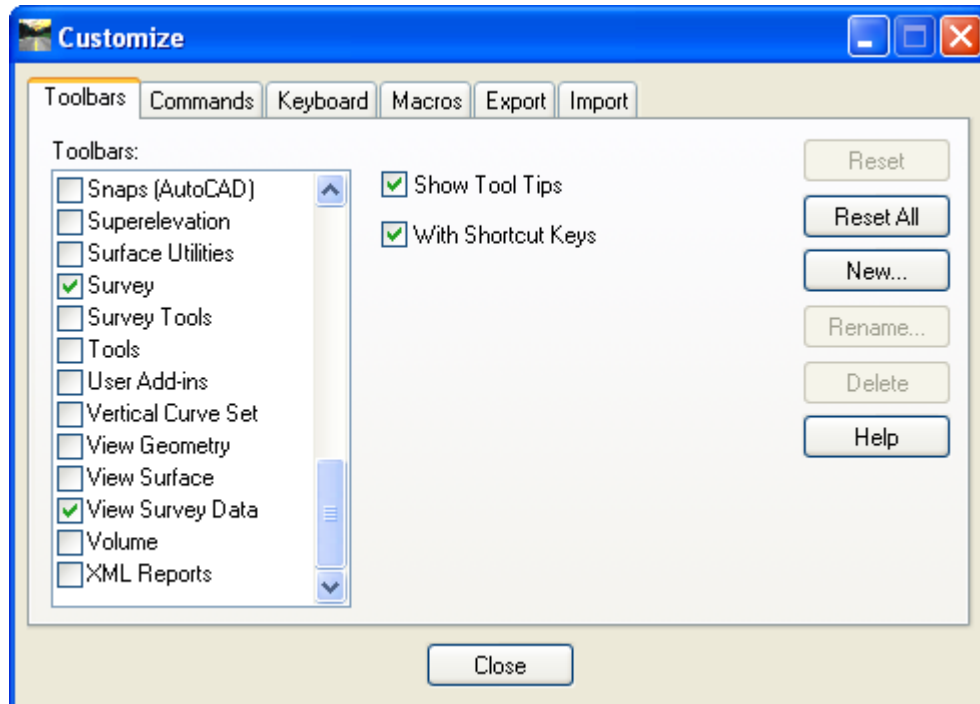 Customize
Toolbars Commands Keyboard Macros Export Import
Toolbars:
Snaps (AutoCAD)
Superelevation
Surface Utilities
Survey
Survey Tools
Tools
User Add-ins
Vertical Curve Set
View Geometry
View Surface
View Survey Data
Volume
XML Reports
Show Tool Tips
With Shortcut Keys
Reset
Reset All
New...
Rename...
Delete
Help
Close